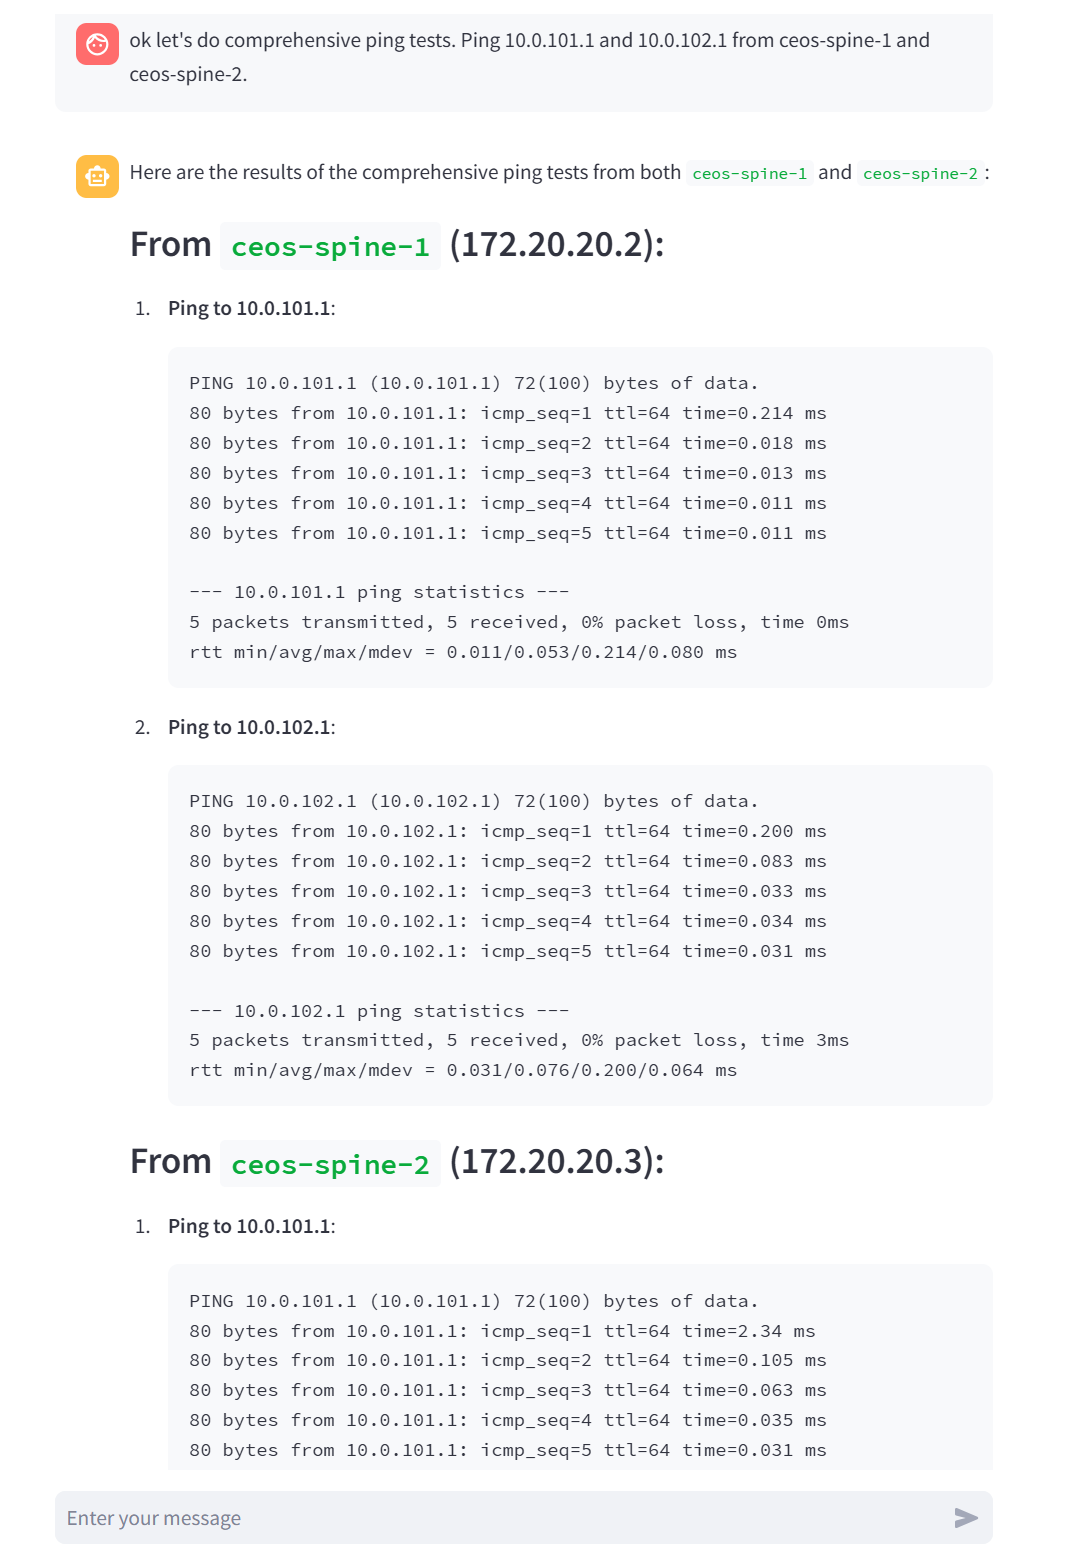 ok let's do comprehensive ping tests. Ping 10.0.101.1 and 10.0.102.1 from ceos-spine-1 and
ceos-spine-2.
Here are the results of the comprehensive ping tests from both ceos-spine-1 and ceos-spine-2 :
From ceos-spine-1 (172.20.20.2):
1. Ping to 10.0.101.1:
PING 10.0.101.1 (10.0.101.1) 72(100) bytes of data.
80 bytes from 10.0.101.1: icmp_seq=1 ttl=64 time=0.214 ms
80 bytes from 10.0.101.1: icmp_seq=2 ttl=64 time=0.018 ms
80 bytes from 10.0.101.1: icmp_seq=3 ttl=64 time=0.013 ms
80 bytes from 10.0.101.1: icmp_seq=4 ttl=64 time=0.011 ms
80 bytes from 10.0.101.1: icmp_seq=5 ttl=64 time=0.011 ms
--- 10.0.101.1 ping statistics ---
5 packets transmitted, 5 received, 0% packet loss, time 0ms
rtt min/avg/max/mdev = 0.011/0.053/0.214/0.080 ms
2. Ping to 10.0.102.1:
PING 10.0.102.1 (10.0.102.1) 72(100) bytes of data.
80 bytes from 10.0.102.1: icmp_seq=1 ttl=64 time=0.200 ms
80 bytes from 10.0.102.1: icmp_seq=2 ttl=64 time=0.083 ms
80 bytes from 10.0.102.1: icmp_seq=3 ttl=64 time=0.033 ms
80 bytes from 10.0.102.1: icmp_seq=4 ttl=64 time=0.034 ms
80 bytes from 10.0.102.1: icmp_seq=5 ttl=64 time=0.031 ms
--- 10.0.102.1 ping statistics ---
5 packets transmitted, 5 received, 0% packet loss, time 3ms
rtt min/avg/max/mdev = 0.031/0.076/0.200/0.064 ms
From ceos-spine-2 (172.20.20.3):
1. Ping to 10.0.101.1:
PING 10.0.101.1 (10.0.101.1) 72(100) bytes of data.
80 bytes from 10.0.101.1: icmp_seq=1 ttl=64 time=2.34 ms
80 bytes from 10.0.101.1: icmp_seq=2 ttl=64 time=0.105 ms
80 bytes from 10.0.101.1: icmp_seq=3 ttl=64 time=0.063 ms
80 bytes from 10.0.101.1: icmp_seq=4 ttl=64 time=0.035 ms
80 bytes from 10.0.101.1: icmp_seq=5 ttl=64 time=0.031 ms
Enter your message